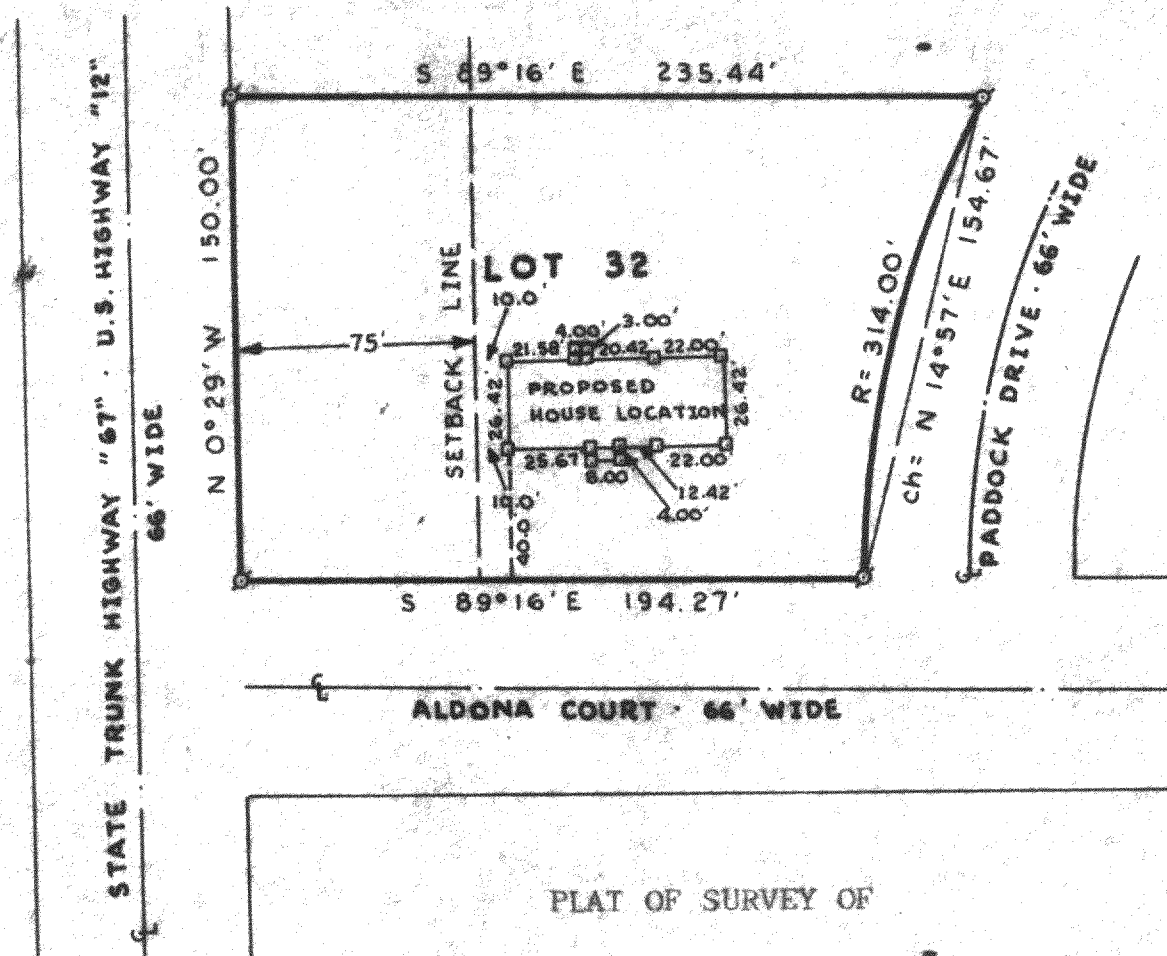 S 89°16' E 235.44'
STATE TRUNK HIGHWAY "67" · U.S. HIGHWAY "12"
66' WIDE
N 0°29' W 150.00'
75'
SETBACK LINE
LOT 32
10.0'
4.00'
3.00'
21.58'
20.42'
22.00'
26.42'
PROPOSED
HOUSE LOCATION
26.42'
25.67
8.00
22.00
12.42'
4.00'
10.0'
40.0'
R= 314.00'
ch= N 14°57'E 154.67'
PADDOCK DRIVE · 66' WIDE
S 89°16' E 194.27'
ALDONA COURT · 66' WIDE
PLAT OF SURVEY OF